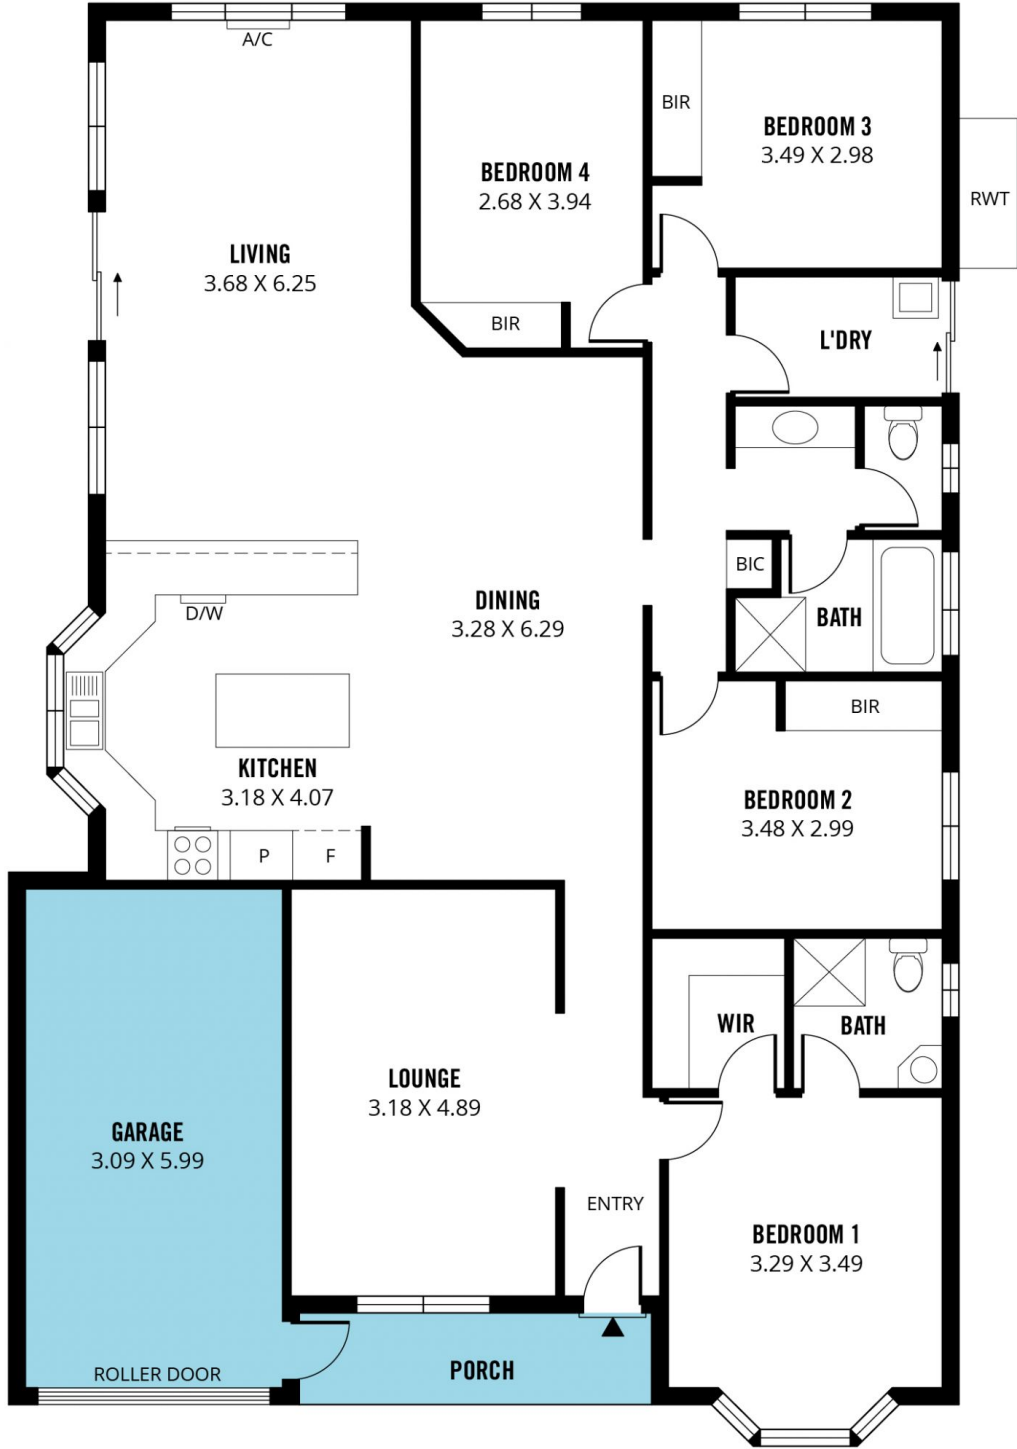 A/C
BIR
BEDROOM 3
3.49 X 2.98
BEDROOM 4
2.68 X 3.94
RWT
LIVING
3.68 X 6.25
BIR
L'DRY
BIC
D/W
DINING
3.28 X 6.29
BATH
BIR
KITCHEN
3.18 X 4.07
BEDROOM 2
3.48 X 2.99
P
F
WIR
BATH
LOUNGE
3.18 X 4.89
GARAGE
3.09 X 5.99
ENTRY
BEDROOM 1
3.29 X 3.49
ROLLER DOOR
PORCH